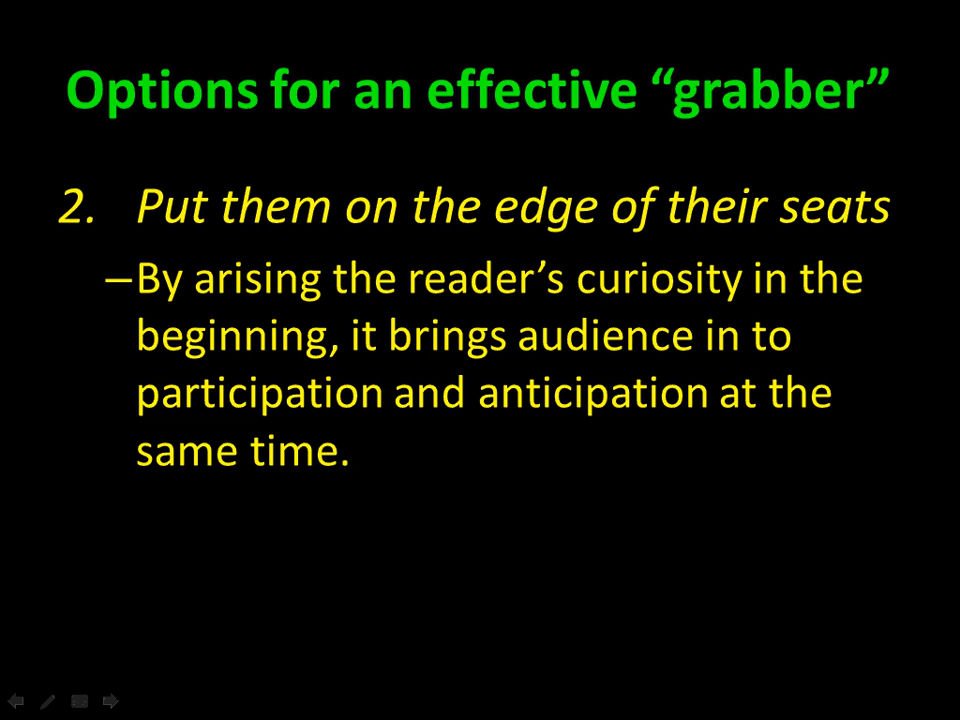 Options for an effective “grabber”
2. Put them on the edge of their seats
– By arising the reader’s curiosity in the
beginning, it brings audience in to
participation and anticipation at the
same time.